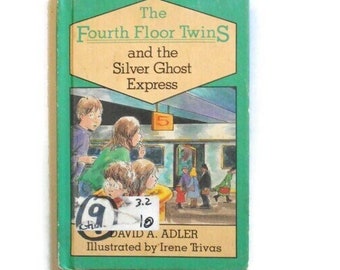 The
Fourth Floor Twins
and the
Silver Ghost
Express
5
9
3.2
10
DAVID A. ADLER
Illustrated by Irene Trivas